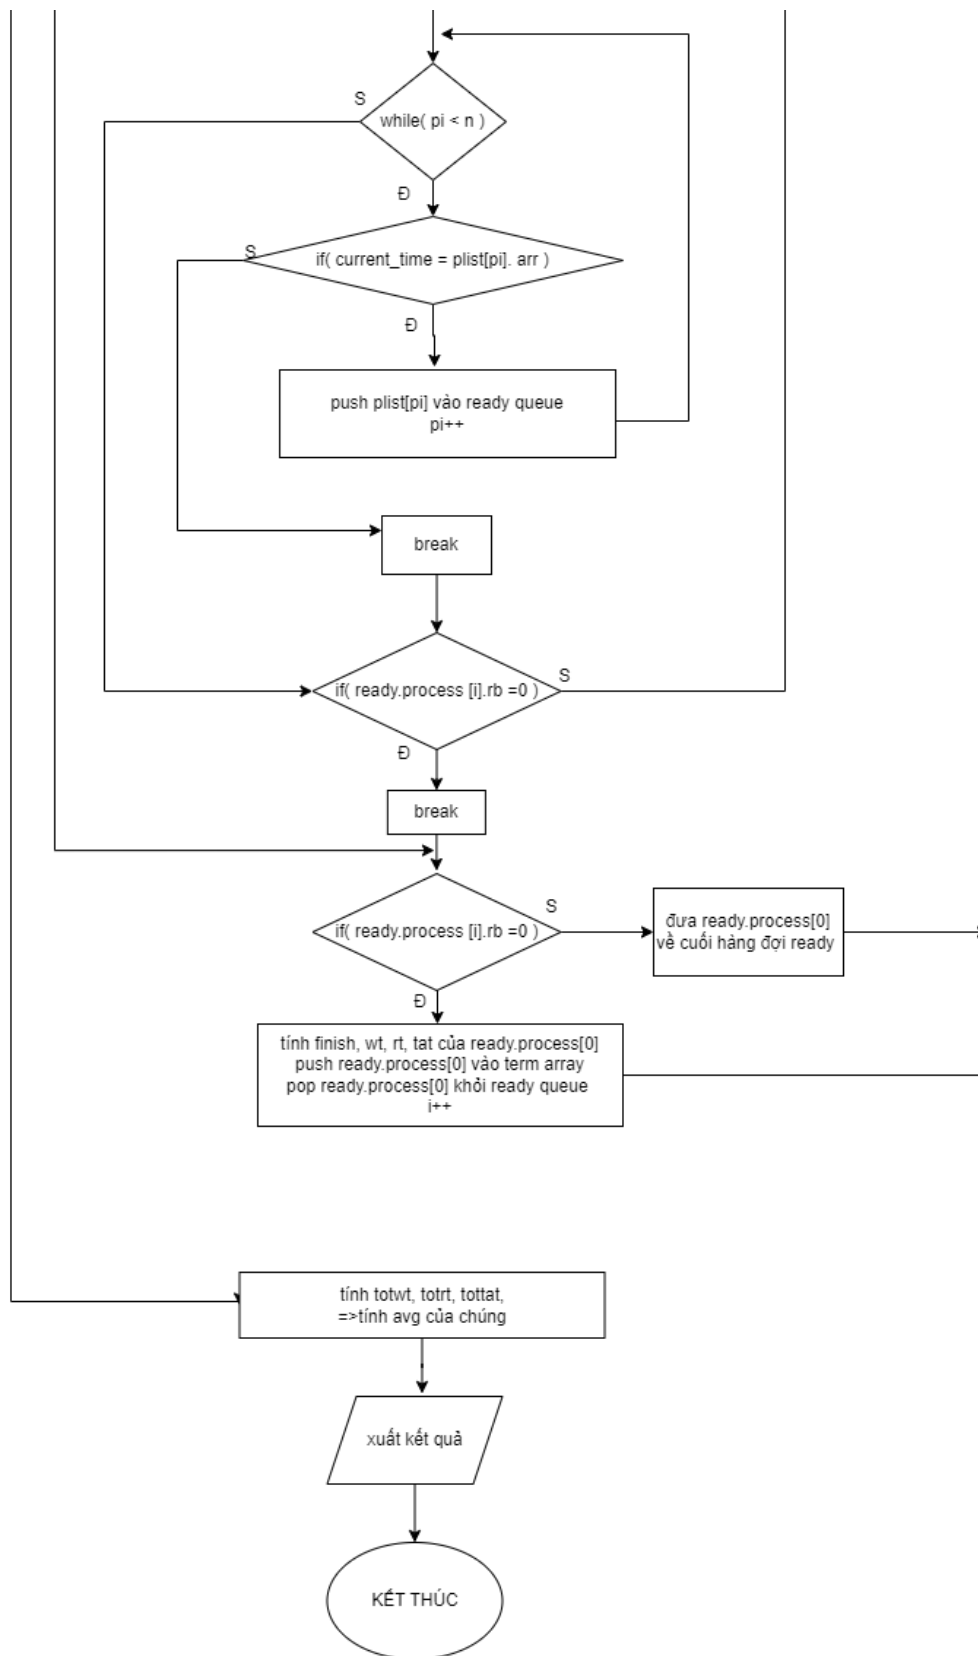 S
while( pi < n )
Đ
S
if( current_time = plist[pi]. arr )
Đ
push plist[pi] vào ready queue
pi++
break
if( ready.process [i].rb =0 )
S
Đ
break
S
if( ready.process [i].rb =0 )
đưa ready.process[0]
về cuối hàng đợi ready
Đ
tính finish, wt, rt, tat của ready.process[0]
push ready.process[0] vào term array
pop ready.process[0] khỏi ready queue
i++
tính totwt, totrt, tottat,
=>tính avg của chúng
xuất kết quả
KẾT THÚC